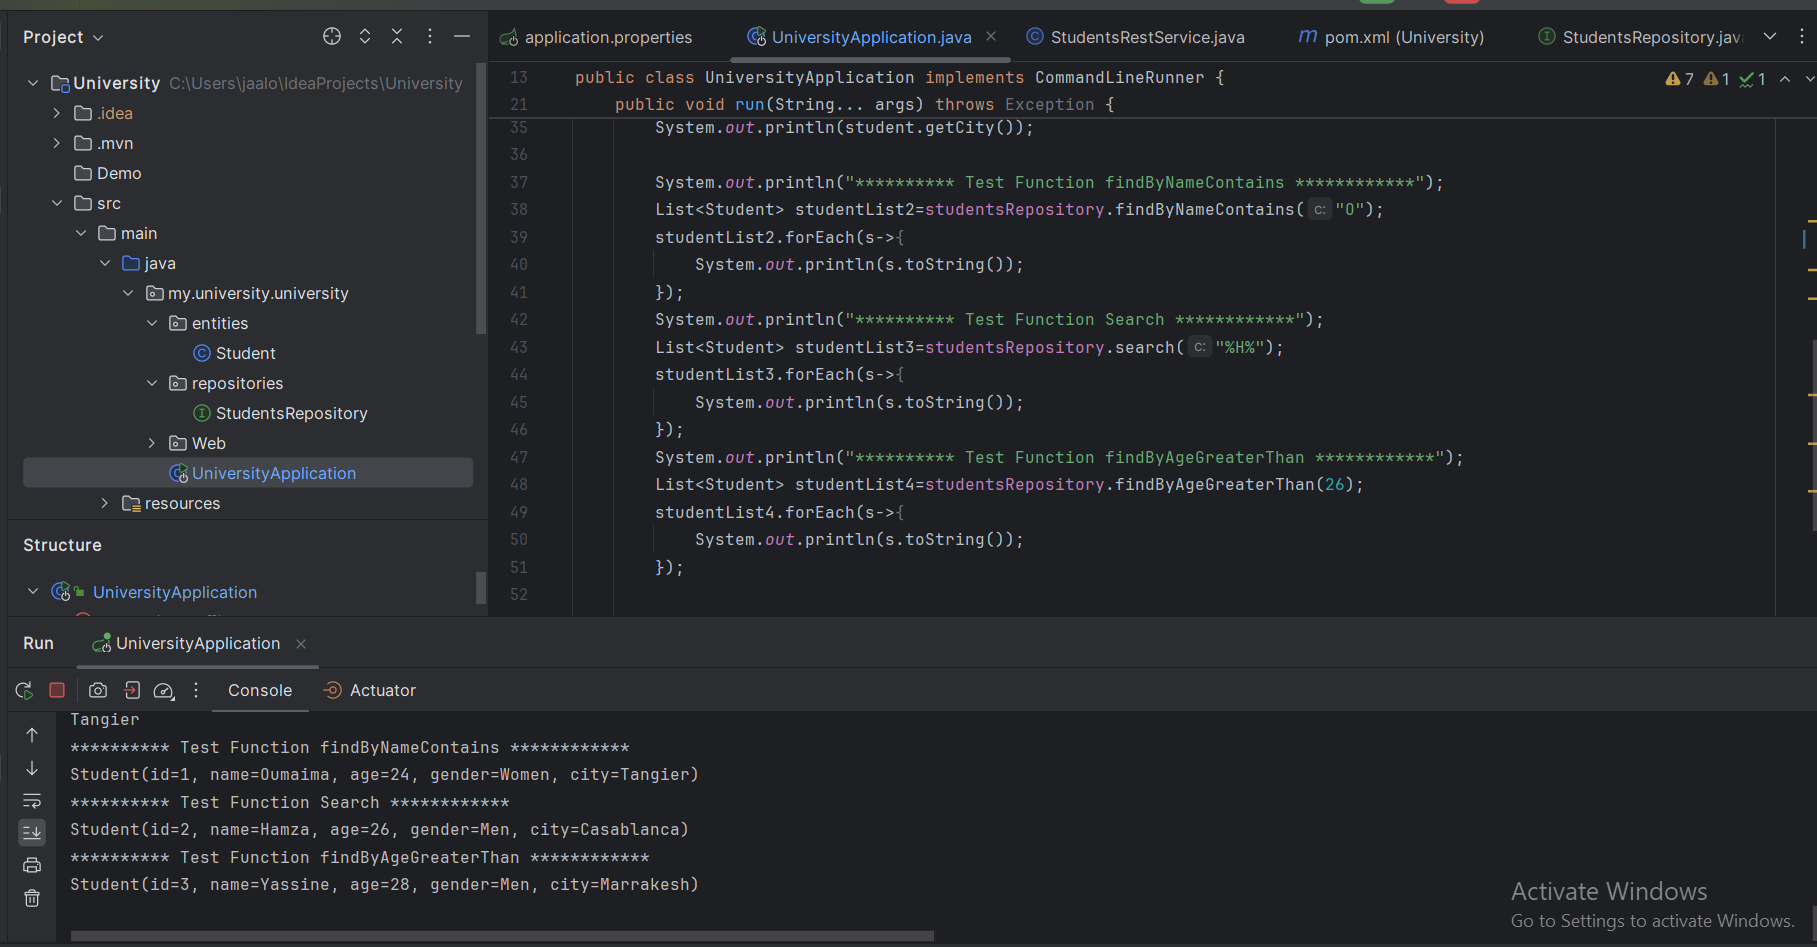 Project
University C:\Users\jaalo\IdeaProjects\University
.idea
.mvn
Demo
src
main
java
my.university.university
entities
Student
repositories
StudentsRepository
Web
UniversityApplication
resources
Structure
UniversityApplication
application.properties UniversityApplication.java StudentsRestService.java m pom.xml (University) StudentsRepository.java
7 1 1
13 public class UniversityApplication implements CommandLineRunner {
21 public void run(String... args) throws Exception {
35 System.out.println(student.getCity());
36
37 System.out.println("********** Test Function findByNameContains ************");
38 List<Student> studentList2=studentsRepository.findByNameContains( c: "O");
39 studentList2.forEach(s->{
40 System.out.println(s.toString());
41 });
42 System.out.println("********** Test Function Search ************");
43 List<Student> studentList3=studentsRepository.search( c: "%H%");
44 studentList3.forEach(s->{
45 System.out.println(s.toString());
46 });
47 System.out.println("********** Test Function findByAgeGreaterThan ************");
48 List<Student> studentList4=studentsRepository.findByAgeGreaterThan(26);
49 studentList4.forEach(s->{
50 System.out.println(s.toString());
51 });
52
Run UniversityApplication
Console Actuator
Tangier
********** Test Function findByNameContains ************
Student(id=1, name=Oumaima, age=24, gender=Women, city=Tangier)
********** Test Function Search ************
Student(id=2, name=Hamza, age=26, gender=Men, city=Casablanca)
********** Test Function findByAgeGreaterThan ************
Student(id=3, name=Yassine, age=28, gender=Men, city=Marrakesh)
Activate Windows
Go to Settings to activate Windows.